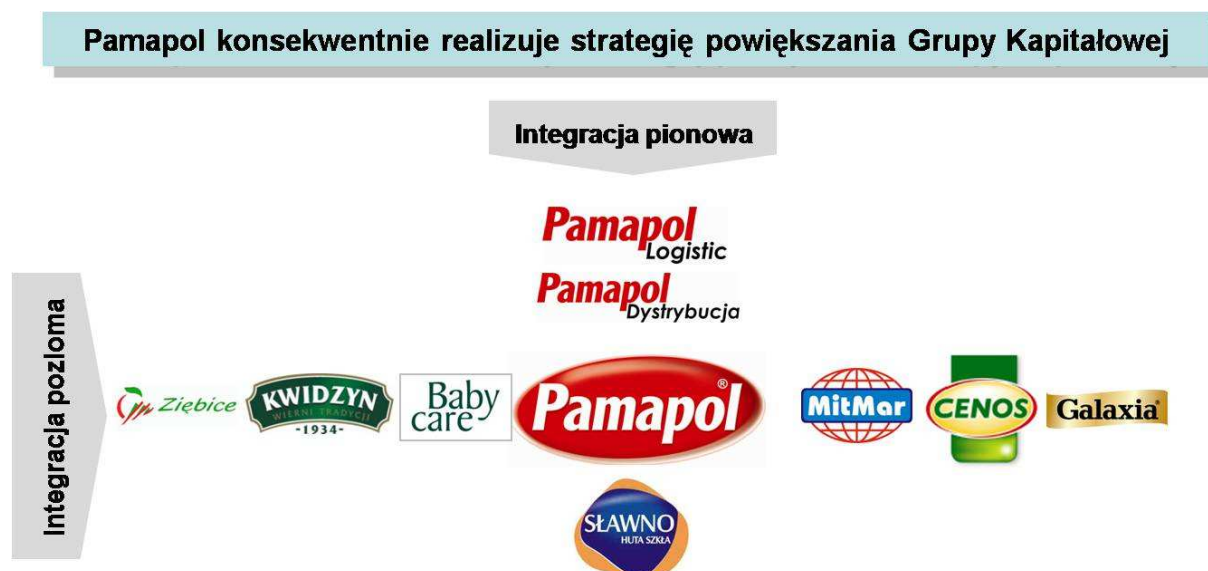 Pamapol konsekwentnie realizuje strategię powiększania Grupy Kapitałowej
Integracja pionowa
Pamapol
Logistic
Pamapol
Dystrybucja
Integracja pozioma
Ziębice
KWIDZYN
WIERNI TRADYCJI
-1934-
Baby
care
Pamapol®
MitMar
CENOS
Galaxia
SŁAWNO
HUTA SZKŁA